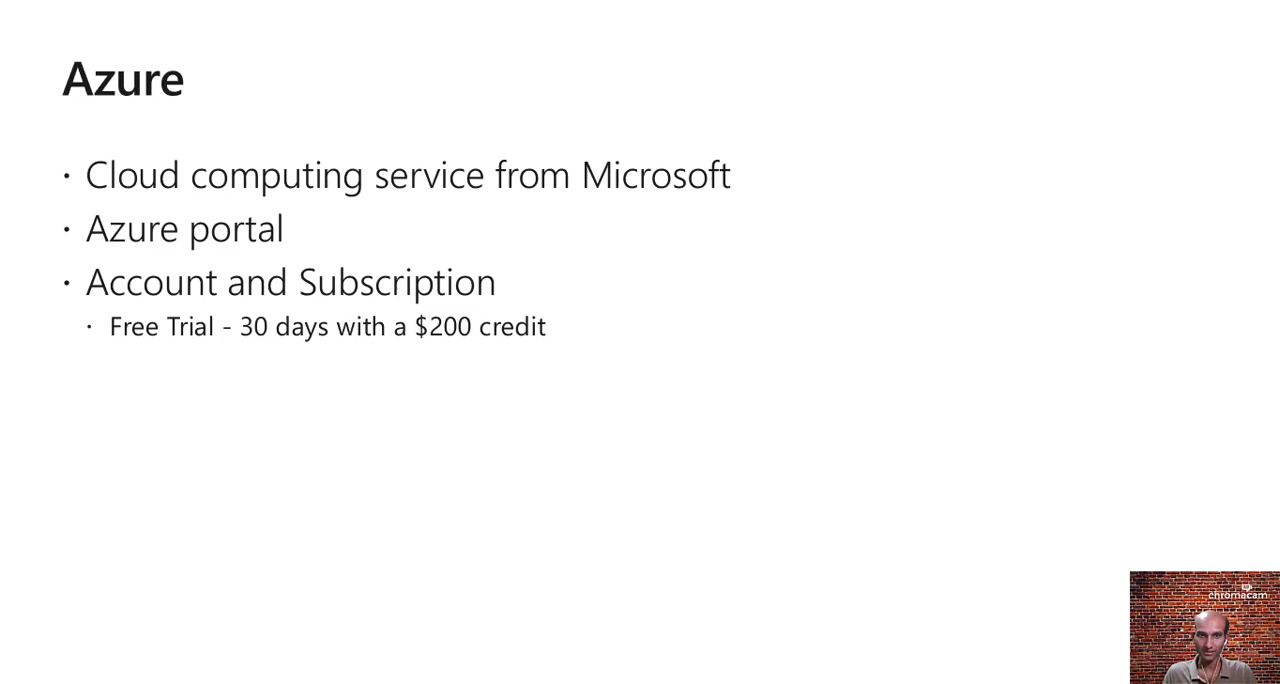 Azure
· Cloud computing service from Microsoft
· Azure portal
· Account and Subscription
· Free Trial - 30 days with a $200 credit
chromacam